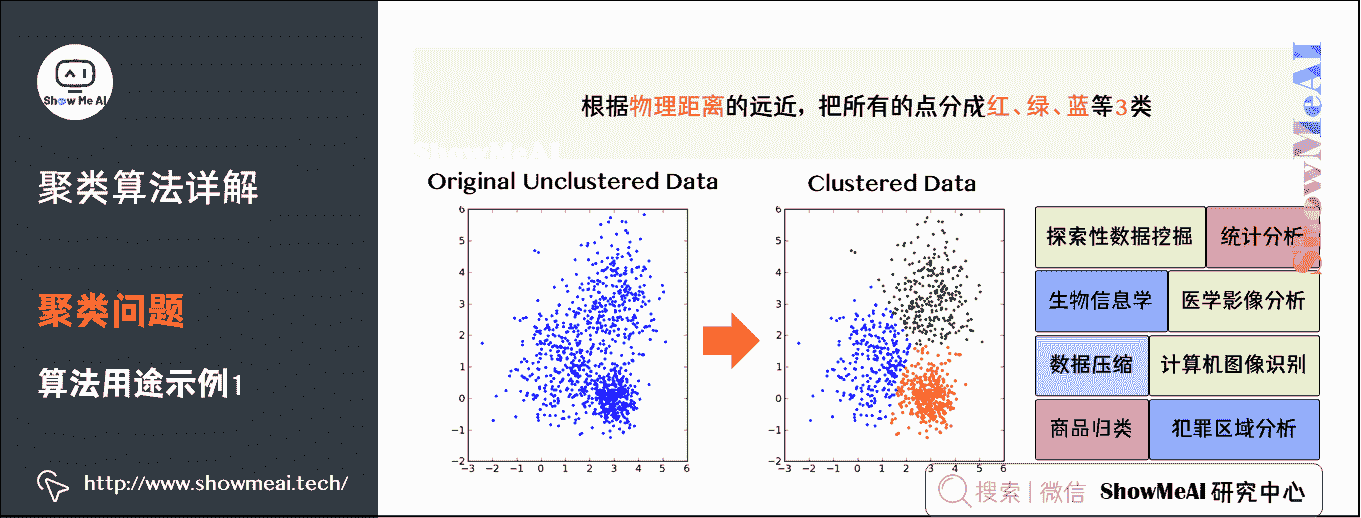 Show Me AI
聚类算法详解
聚类问题
算法用途示例1
http://www.showmeai.tech/
根据物理距离的远近，把所有的点分成红、绿、蓝等3类
ShowMeAI
ShowMeAI
Original Unclustered Data
Clustered Data
6
5
4
3
2
1
0
−1
−2
−3 −2 −1 0 1 2 3 4 5 6
6
5
4
3
2
1
0
−1
−2
−3 −2 −1 0 1 2 3 4 5 6
探索性数据挖掘 统计分析
生物信息学 医学影像分析
数据压缩 计算机图像识别
商品归类 犯罪区域分析
搜索|微信 ShowMeAI 研究中心